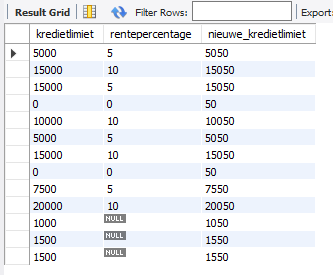 Result Grid Filter Rows: Export:
kredietlimiet rentepercentage nieuwe_kredietlimiet
5000 5 5050
15000 10 15050
15000 5 15050
0 0 50
10000 10 10050
5000 5 5050
15000 10 15050
0 0 50
7500 5 7550
20000 10 20050
1000 NULL 1050
1500 NULL 1550
1500 NULL 1550